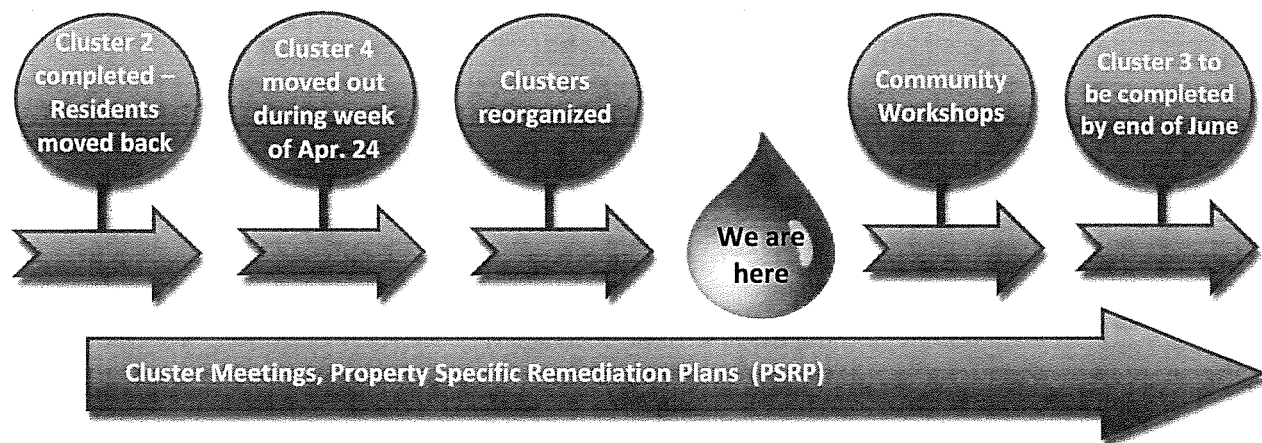 Cluster 2
completed –
Residents
moved back
Cluster 4
moved out
during week
of Apr. 24
Clusters
reorganized
We are
here
Community
Workshops
Cluster 3 to
be completed
by end of June
Cluster Meetings, Property Specific Remediation Plans (PSRP)